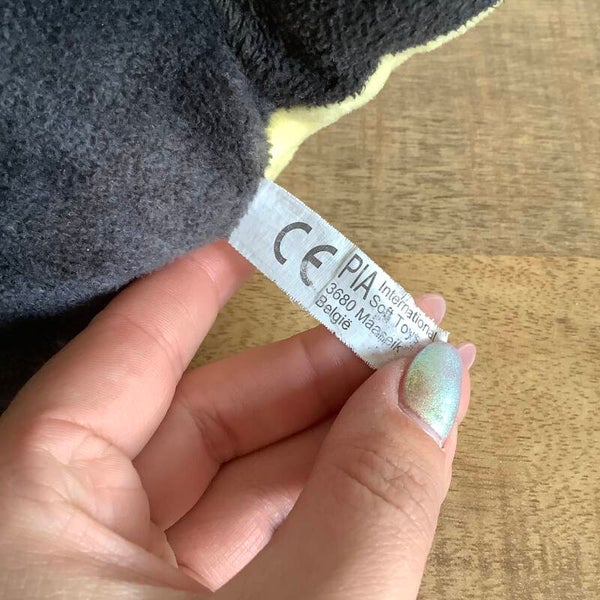 CE
PIA International
Soft Toys
3680 Maaseik
België